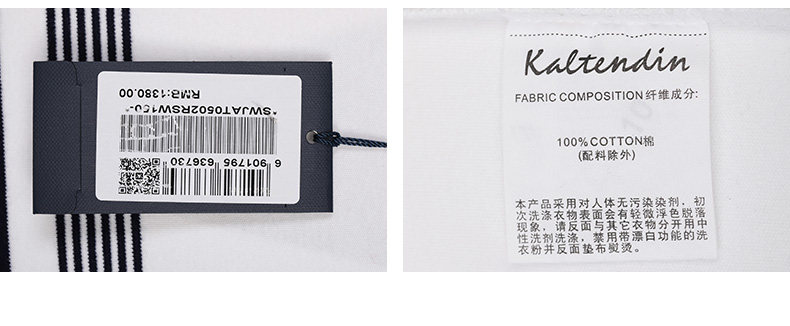 RMB:1380.00
*SWJAT0502RSW150-*
6 901795 636730
Kaltendin
FABRIC COMPOSITION 纤维成分:
100%COTTON棉
(配料除外)
本产品采用对人体无污染染剂，初
次洗涤衣物表面会有轻微浮色脱落
现象，请反面与其它衣物分开用中
性洗剂洗涤，禁用带漂白功能的洗
衣粉并反面垫布熨烫。